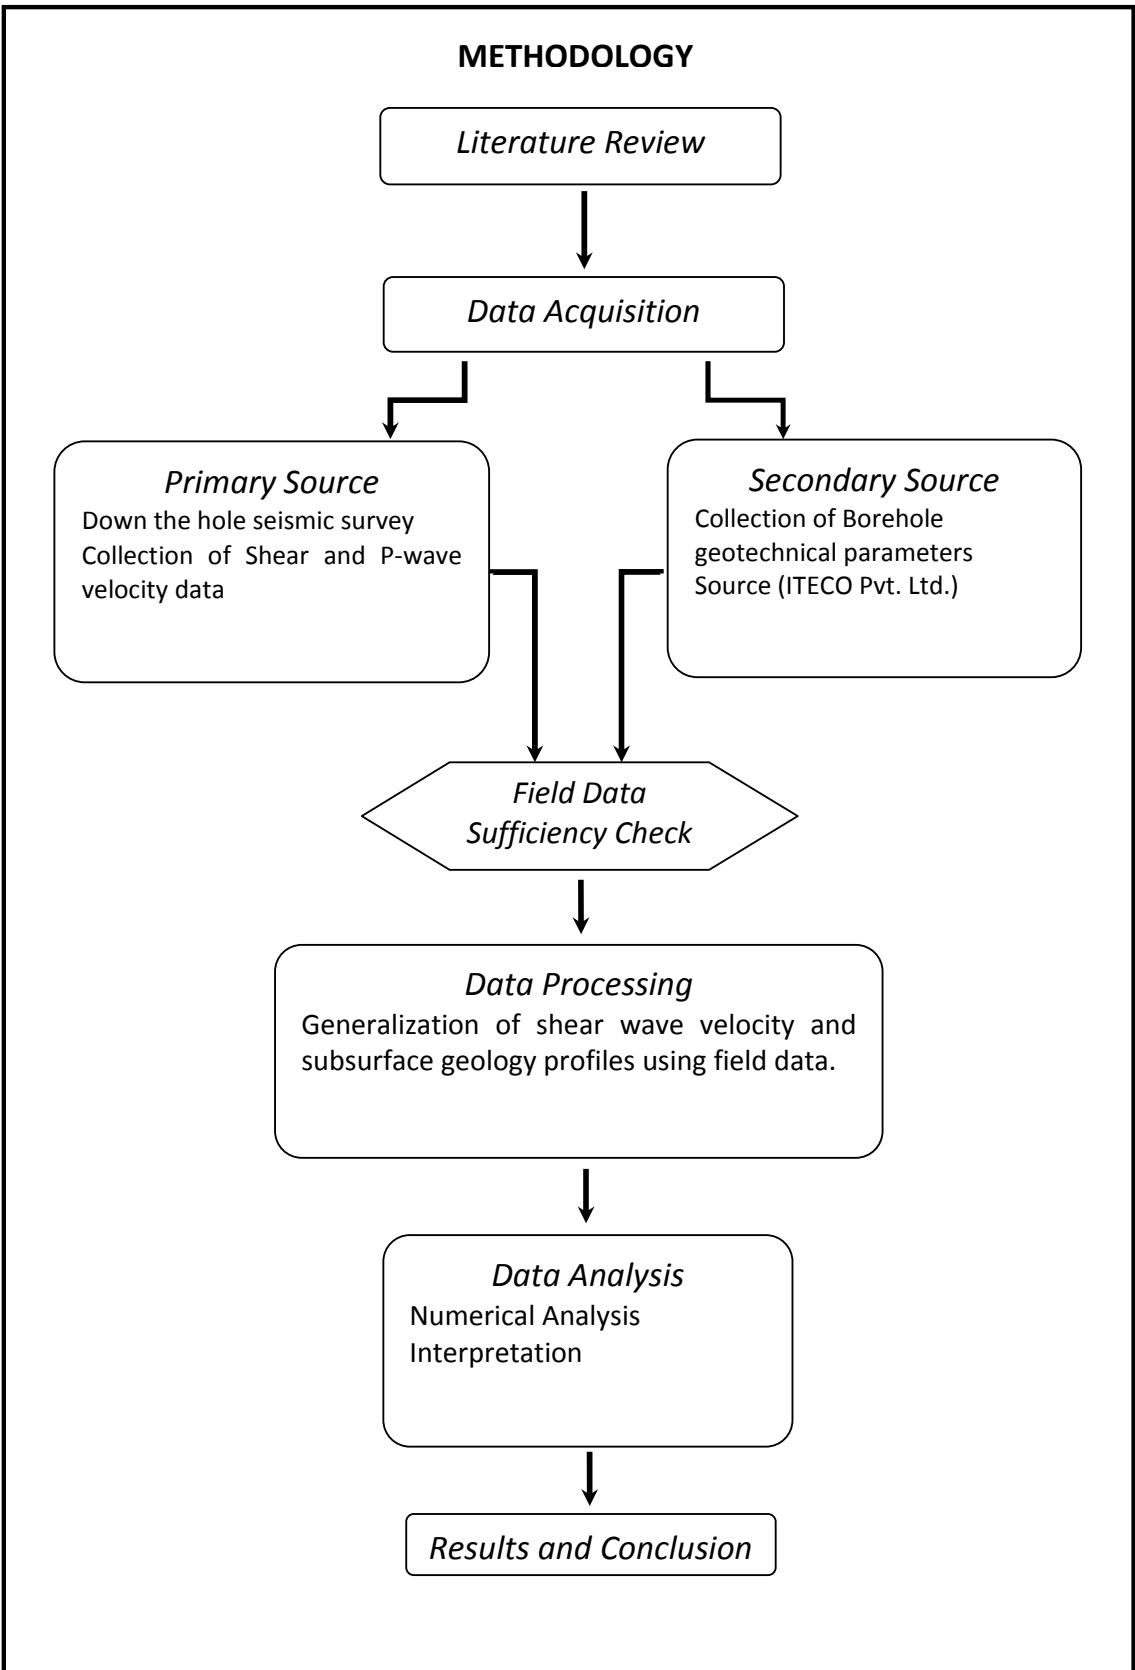 METHODOLOGY
Literature Review
Data Acquisition
Primary Source
Down the hole seismic survey
Collection of Shear and P-wave
velocity data
Secondary Source
Collection of Borehole
geotechnical parameters
Source (ITECO Pvt. Ltd.)
Field Data
Sufficiency Check
Data Processing
Generalization of shear wave velocity and
subsurface geology profiles using field data.
Data Analysis
Numerical Analysis
Interpretation
Results and Conclusion